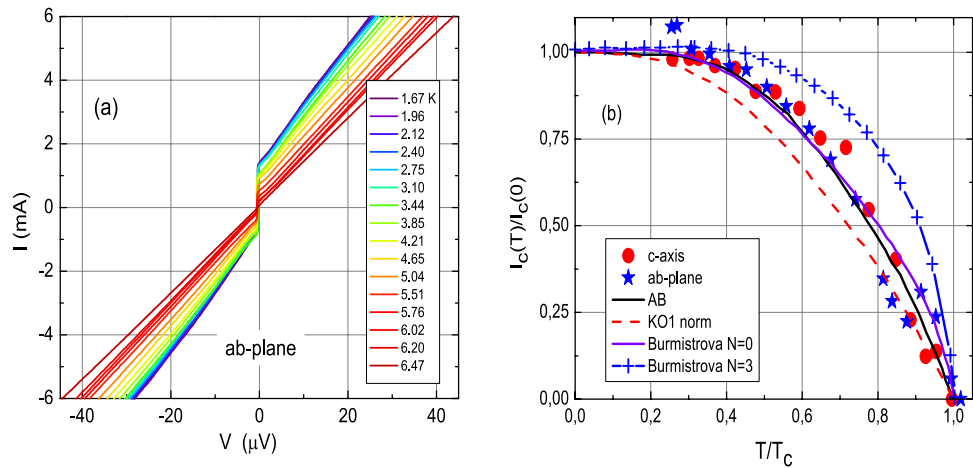 6
4
2
0
-2
-4
-6
I (mA)
(a)
1.67 K
1.96
2.12
2.40
2.75
3.10
3.44
3.85
4.21
4.65
5.04
5.51
5.76
6.02
6.20
6.47
ab-plane
-40
-20
0
20
40
V (μV)
1,00
0,75
0,50
0,25
0,00
I_C(T)/I_C(0)
(b)
c-axis
ab-plane
AB
KO1 norm
Burmistrova N=0
Burmistrova N=3
0,0
0,2
0,4
0,6
0,8
1,0
T/T_C